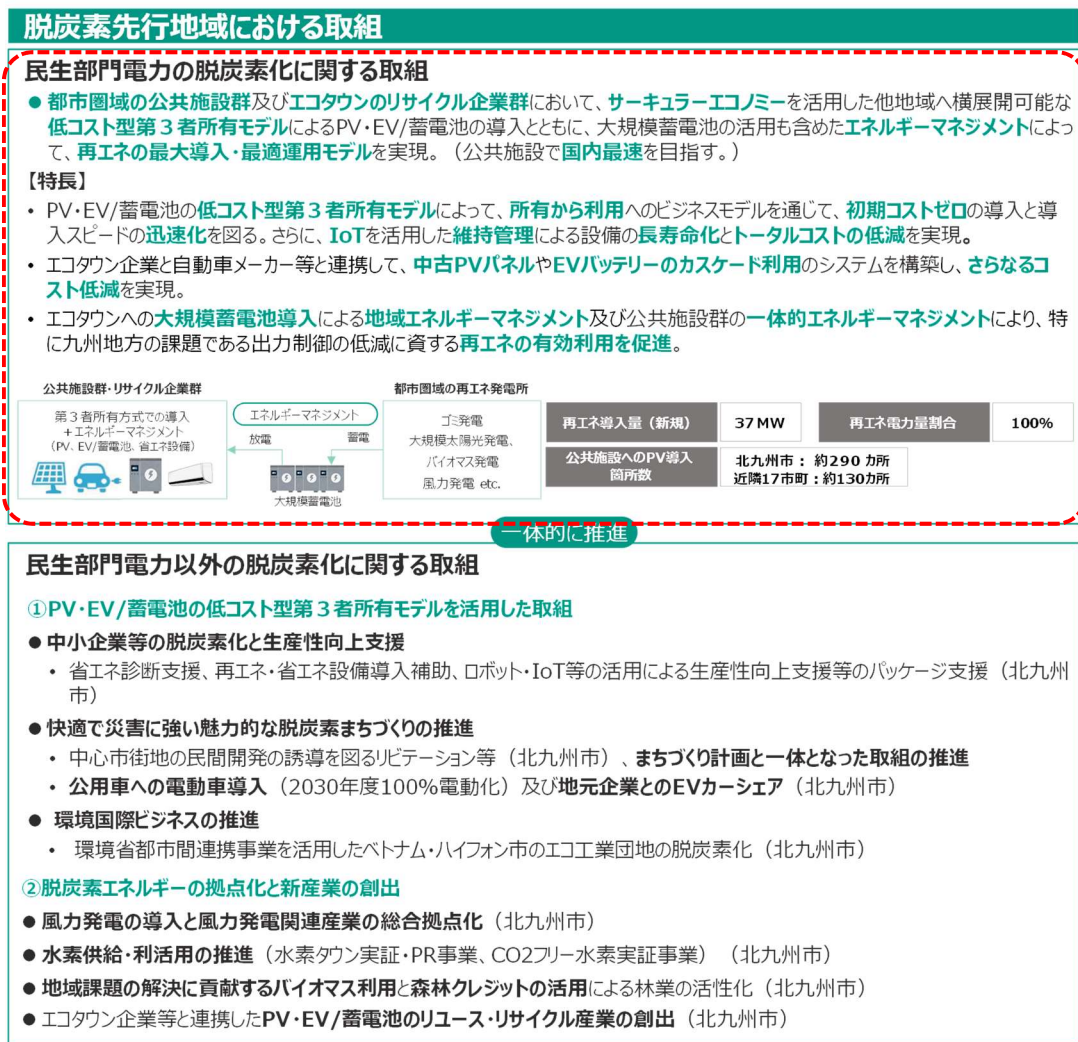 脱炭素先行地域における取組
民生部門電力の脱炭素化に関する取組
● 都市圏域の公共施設群及びエコタウンのリサイクル企業群において、サーキュラーエコノミーを活用した他地域へ横展開可能な
低コスト型第３者所有モデルによるPV・EV/蓄電池の導入とともに、大規模蓄電池の活用も含めたエネルギーマネジメントによっ
て、再エネの最大導入・最適運用モデルを実現。（公共施設で国内最速を目指す。）
【特長】
• PV・EV/蓄電池の低コスト型第３者所有モデルによって、所有から利用へのビジネスモデルを通じて、初期コストゼロの導入と導
入スピードの迅速化を図る。さらに、IoTを活用した維持管理による設備の長寿命化とトータルコストの低減を実現。
• エコタウン企業と自動車メーカー等と連携して、中古PVパネルやEVバッテリーのカスケード利用のシステムを構築し、さらなるコ
スト低減を実現。
• エコタウンへの大規模蓄電池導入による地域エネルギーマネジメント及び公共施設群の一体的エネルギーマネジメントにより、特
に九州地方の課題である出力制御の低減に資する再エネの有効利用を促進。
公共施設群・リサイクル企業群
第３者所有方式での導入
＋エネルギーマネジメント
（PV、EV/蓄電池、省エネ設備）
エネルギーマネジメント
放電 蓄電
大規模蓄電池
都市圏域の再エネ発電所
ゴミ発電
大規模太陽光発電、
バイオマス発電
風力発電 etc.
再エネ導入量（新規） 37 MW 再エネ電力量割合 100%
公共施設へのPV導入
箇所数
北九州市： 約290 カ所
近隣17市町：約130カ所
一体的に推進
民生部門電力以外の脱炭素化に関する取組
①PV・EV/蓄電池の低コスト型第３者所有モデルを活用した取組
● 中小企業等の脱炭素化と生産性向上支援
• 省エネ診断支援、再エネ・省エネ設備導入補助、ロボット・IoT等の活用による生産性向上支援等のパッケージ支援（北九州
市）
● 快適で災害に強い魅力的な脱炭素まちづくりの推進
• 中心市街地の民間開発の誘導を図るリビテーション等（北九州市）、まちづくり計画と一体となった取組の推進
• 公用車への電動車導入（2030年度100%電動化）及び地元企業とのEVカーシェア（北九州市）
● 環境国際ビジネスの推進
• 環境省都市間連携事業を活用したベトナム・ハイフォン市のエコ工業団地の脱炭素化（北九州市）
②脱炭素エネルギーの拠点化と新産業の創出
● 風力発電の導入と風力発電関連産業の総合拠点化（北九州市）
● 水素供給・利活用の推進（水素タウン実証・PR事業、CO2フリー水素実証事業）（北九州市）
● 地域課題の解決に貢献するバイオマス利用と森林クレジットの活用による林業の活性化（北九州市）
● エコタウン企業等と連携したPV・EV/蓄電池のリユース・リサイクル産業の創出（北九州市）